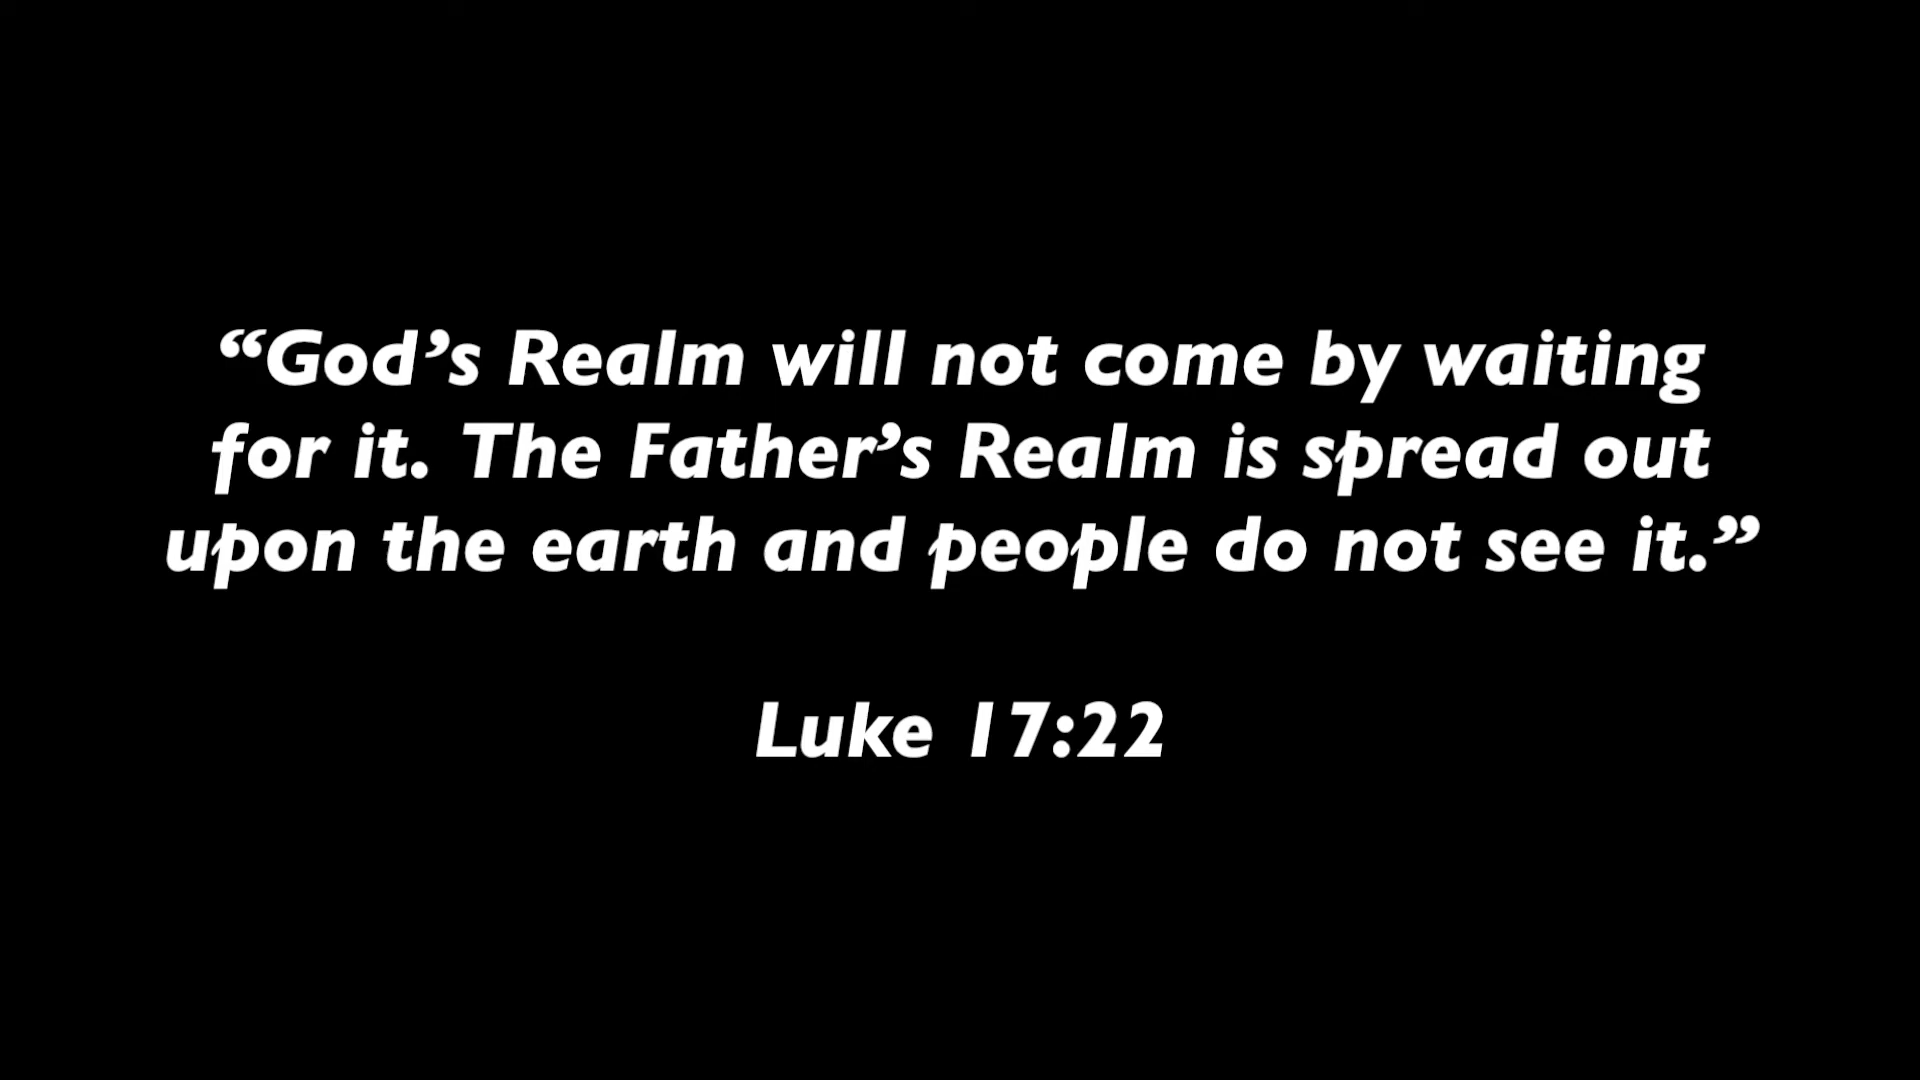 “God’s Realm will not come by waiting
for it. The Father’s Realm is spread out
upon the earth and people do not see it.”
Luke 17:22